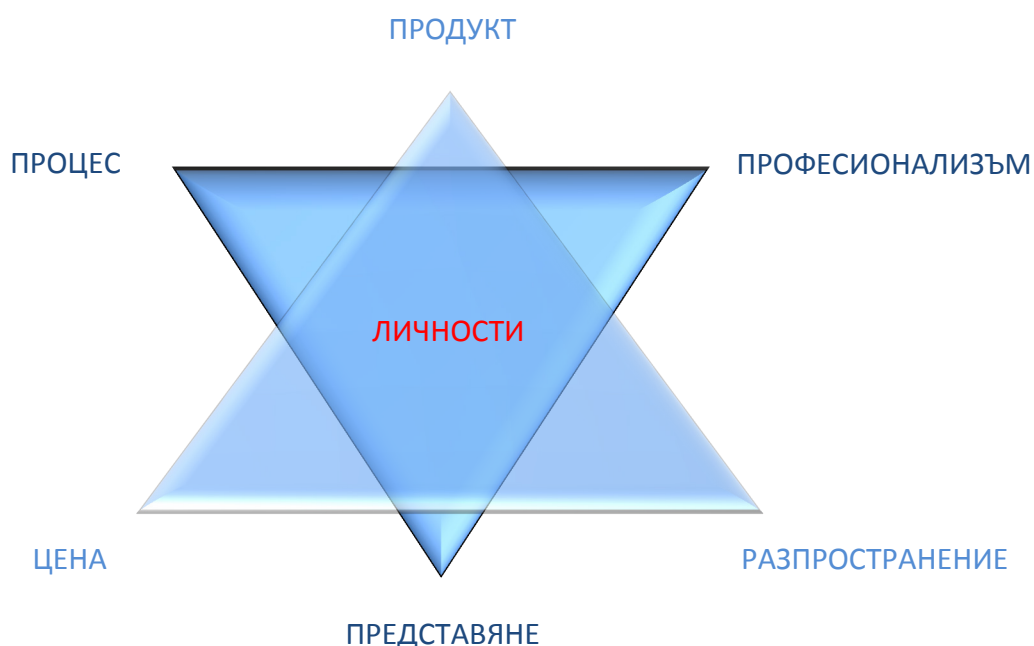 ПРОДУКТ
ПРОЦЕС
ПРОФЕСИОНАЛИЗЪМ
ЛИЧНОСТИ
ЦЕНА
РАЗПРОСТРАНЕНИЕ
ПРЕДСТАВЯНЕ